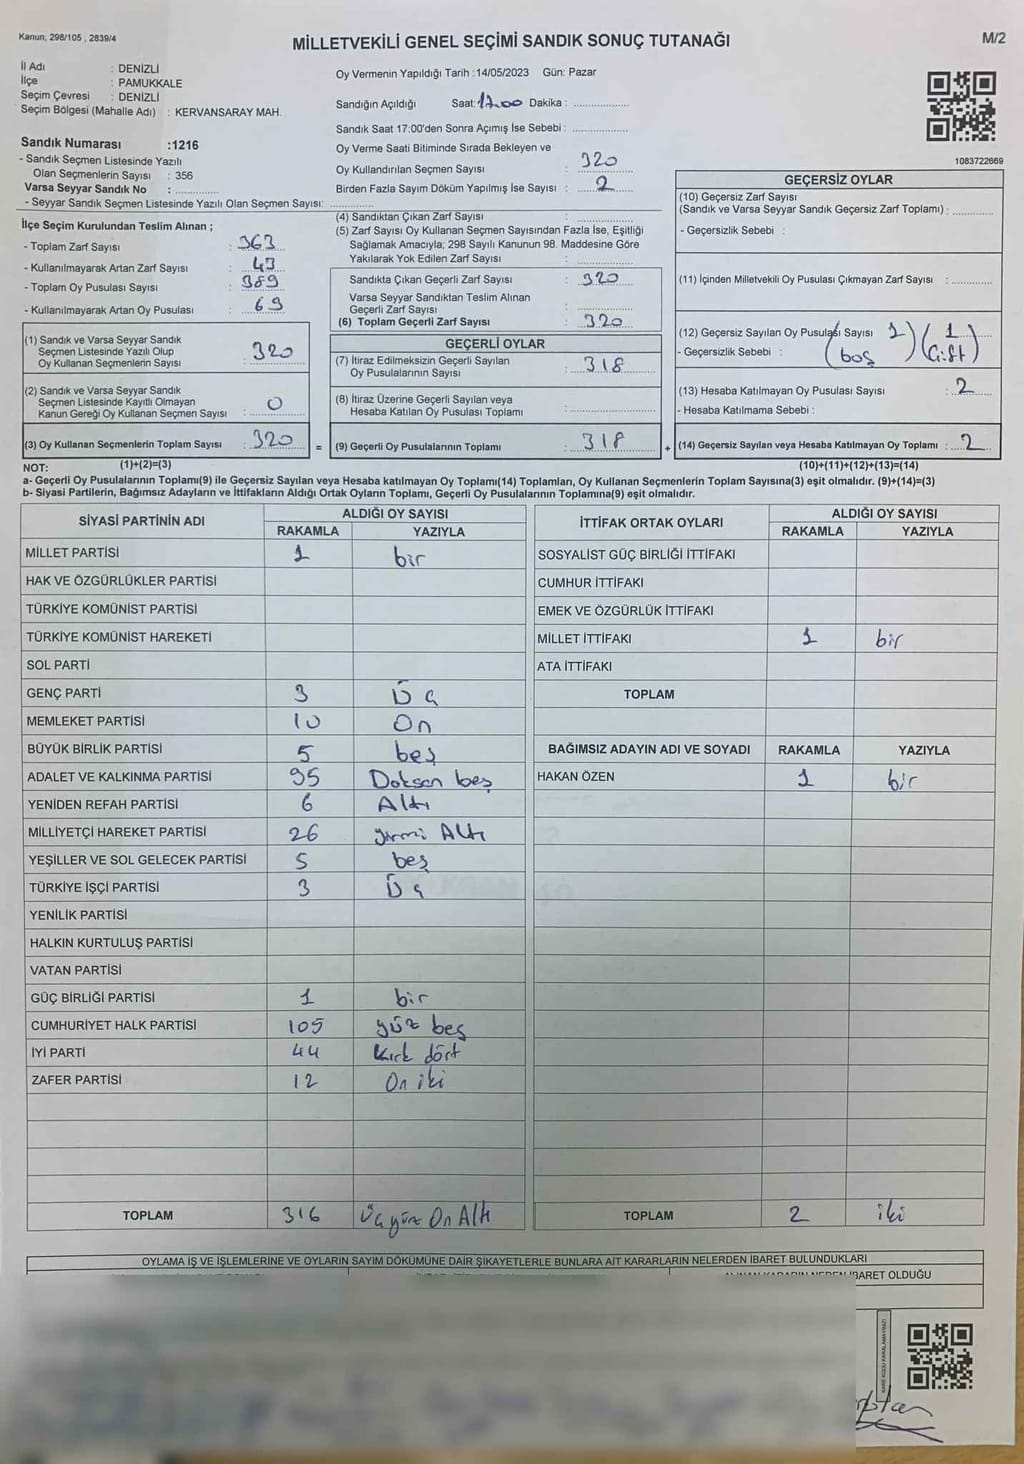 Kanun; 298/105 , 2839/4
MİLLETVEKİLİ GENEL SEÇİMİ SANDIK SONUÇ TUTANAĞI
M/2
İl Adı : DENİZLİ
İlçe : PAMUKKALE
Seçim Çevresi : DENİZLİ
Seçim Bölgesi (Mahalle Adı) : KERVANSARAY MAH.
Sandık Numarası :1216
- Sandık Seçmen Listesinde Yazılı
Olan Seçmenlerin Sayısı : 356
Varsa Seyyar Sandık No :
- Seyyar Sandık Seçmen Listesinde Yazılı Olan Seçmen Sayısı:
Oy Vermenin Yapıldığı Tarih :14/05/2023 Gün: Pazar
Sandığın Açıldığı Saat: 17.00 Dakika :
Sandık Saat 17:00'den Sonra Açımış İse Sebebi :
Oy Verme Saati Bitiminde Sırada Bekleyen ve
Oy Kullandırılan Seçmen Sayısı : 320
Birden Fazla Sayım Döküm Yapılmış İse Sayısı : 2
1083722669
İlçe Seçim Kurulundan Teslim Alınan ;
- Toplam Zarf Sayısı : 363
- Kullanılmayarak Artan Zarf Sayısı : 43
- Toplam Oy Pusulası Sayısı : 389
- Kullanılmayarak Artan Oy Pusulası : 69
(1) Sandık ve Varsa Seyyar Sandık
Seçmen Listesinde Yazılı Olup
Oy Kullanan Seçmenlerin Sayısı : 320
(2) Sandık ve Varsa Seyyar Sandık
Seçmen Listesinde Kayıtlı Olmayan
Kanun Gereği Oy Kullanan Seçmen Sayısı : 0
(3) Oy Kullanan Seçmenlerin Toplam Sayısı : 320 =
(4) Sandıktan Çıkan Zarf Sayısı :
(5) Zarf Sayısı Oy Kullanan Seçmen Sayısından Fazla İse, Eşitliği
Sağlamak Amacıyla; 298 Sayılı Kanunun 98. Maddesine Göre
Yakılarak Yok Edilen Zarf Sayısı :
Sandıkta Çıkan Geçerli Zarf Sayısı : 320
Varsa Seyyar Sandıktan Teslim Alınan
Geçerli Zarf Sayısı :
(6) Toplam Geçerli Zarf Sayısı : 320
GEÇERLİ OYLAR
(7) İtiraz Edilmeksizin Geçerli Sayılan
Oy Pusulalarının Sayısı : 318
(8) İtiraz Üzerine Geçerli Sayılan veya
Hesaba Katılan Oy Pusulası Toplamı :
(9) Geçerli Oy Pusulalarının Toplamı : 318 +
GEÇERSİZ OYLAR
(10) Geçersiz Zarf Sayısı
(Sandık ve Varsa Seyyar Sandık Geçersiz Zarf Toplamı) :
- Geçersizlik Sebebi :
(11) İçinden Milletvekili Oy Pusulası Çıkmayan Zarf Sayısı :
(12) Geçersiz Sayılan Oy Pusulası Sayısı 1 ) ( 1 )
- Geçersizlik Sebebi : (boş (Çift)
(13) Hesaba Katılmayan Oy Pusulası Sayısı : 2
- Hesaba Katılmama Sebebi :
(14) Geçersiz Sayılan veya Hesaba Katılmayan Oy Toplamı : 2
NOT: (1)+(2)=(3)
(10)+(11)+(12)+(13)=(14)
a- Geçerli Oy Pusulalarının Toplamı(9) ile Geçersiz Sayılan veya Hesaba katılmayan Oy Toplamı(14) Toplamları, Oy Kullanan Seçmenlerin Toplam Sayısına(3) eşit olmalıdır. (9)+(14)=(3)
b- Siyasi Partilerin, Bağımsız Adayların ve İttifakların Aldığı Ortak Oyların Toplamı, Geçerli Oy Pusulalarının Toplamına(9) eşit olmalıdır.
SİYASİ PARTİNİN ADI ALDIĞI OY SAYISI
RAKAMLA YAZIYLA
MİLLET PARTİSİ 1 bir
HAK VE ÖZGÜRLÜKLER PARTİSİ
TÜRKİYE KOMÜNİST PARTİSİ
TÜRKİYE KOMÜNİST HAREKETİ
SOL PARTİ
GENÇ PARTİ 3 Üç
MEMLEKET PARTİSİ 10 On
BÜYÜK BİRLİK PARTİSİ 5 beş
ADALET VE KALKINMA PARTİSİ 95 Doksan beş
YENİDEN REFAH PARTİSİ 6 Altı
MİLLİYETÇİ HAREKET PARTİSİ 26 yirmi Altı
YEŞİLLER VE SOL GELECEK PARTİSİ 5 beş
TÜRKİYE İŞÇİ PARTİSİ 3 Üç
YENİLİK PARTİSİ
HALKIN KURTULUŞ PARTİSİ
VATAN PARTİSİ
GÜÇ BİRLİĞİ PARTİSİ 1 bir
CUMHURİYET HALK PARTİSİ 105 yüz beş
İYİ PARTİ 44 Kırk dört
ZAFER PARTİSİ 12 On iki
TOPLAM 316 Üçyüz On Altı
İTTİFAK ORTAK OYLARI ALDIĞI OY SAYISI
RAKAMLA YAZIYLA
SOSYALİST GÜÇ BİRLİĞİ İTTİFAKI
CUMHUR İTTİFAKI
EMEK VE ÖZGÜRLÜK İTTİFAKI
MİLLET İTTİFAKI 1 bir
ATA İTTİFAKI
TOPLAM
BAĞIMSIZ ADAYIN ADI VE SOYADI RAKAMLA YAZIYLA
HAKAN ÖZEN 1 bir
TOPLAM 2 iki
OYLAMA İŞ VE İŞLEMLERİNE VE OYLARIN SAYIM DÖKÜMÜNE DAİR ŞİKAYETLERLE BUNLARA AİT KARARLARIN NELERDEN İBARET BULUNDUKLARI
İBARET OLDUĞU